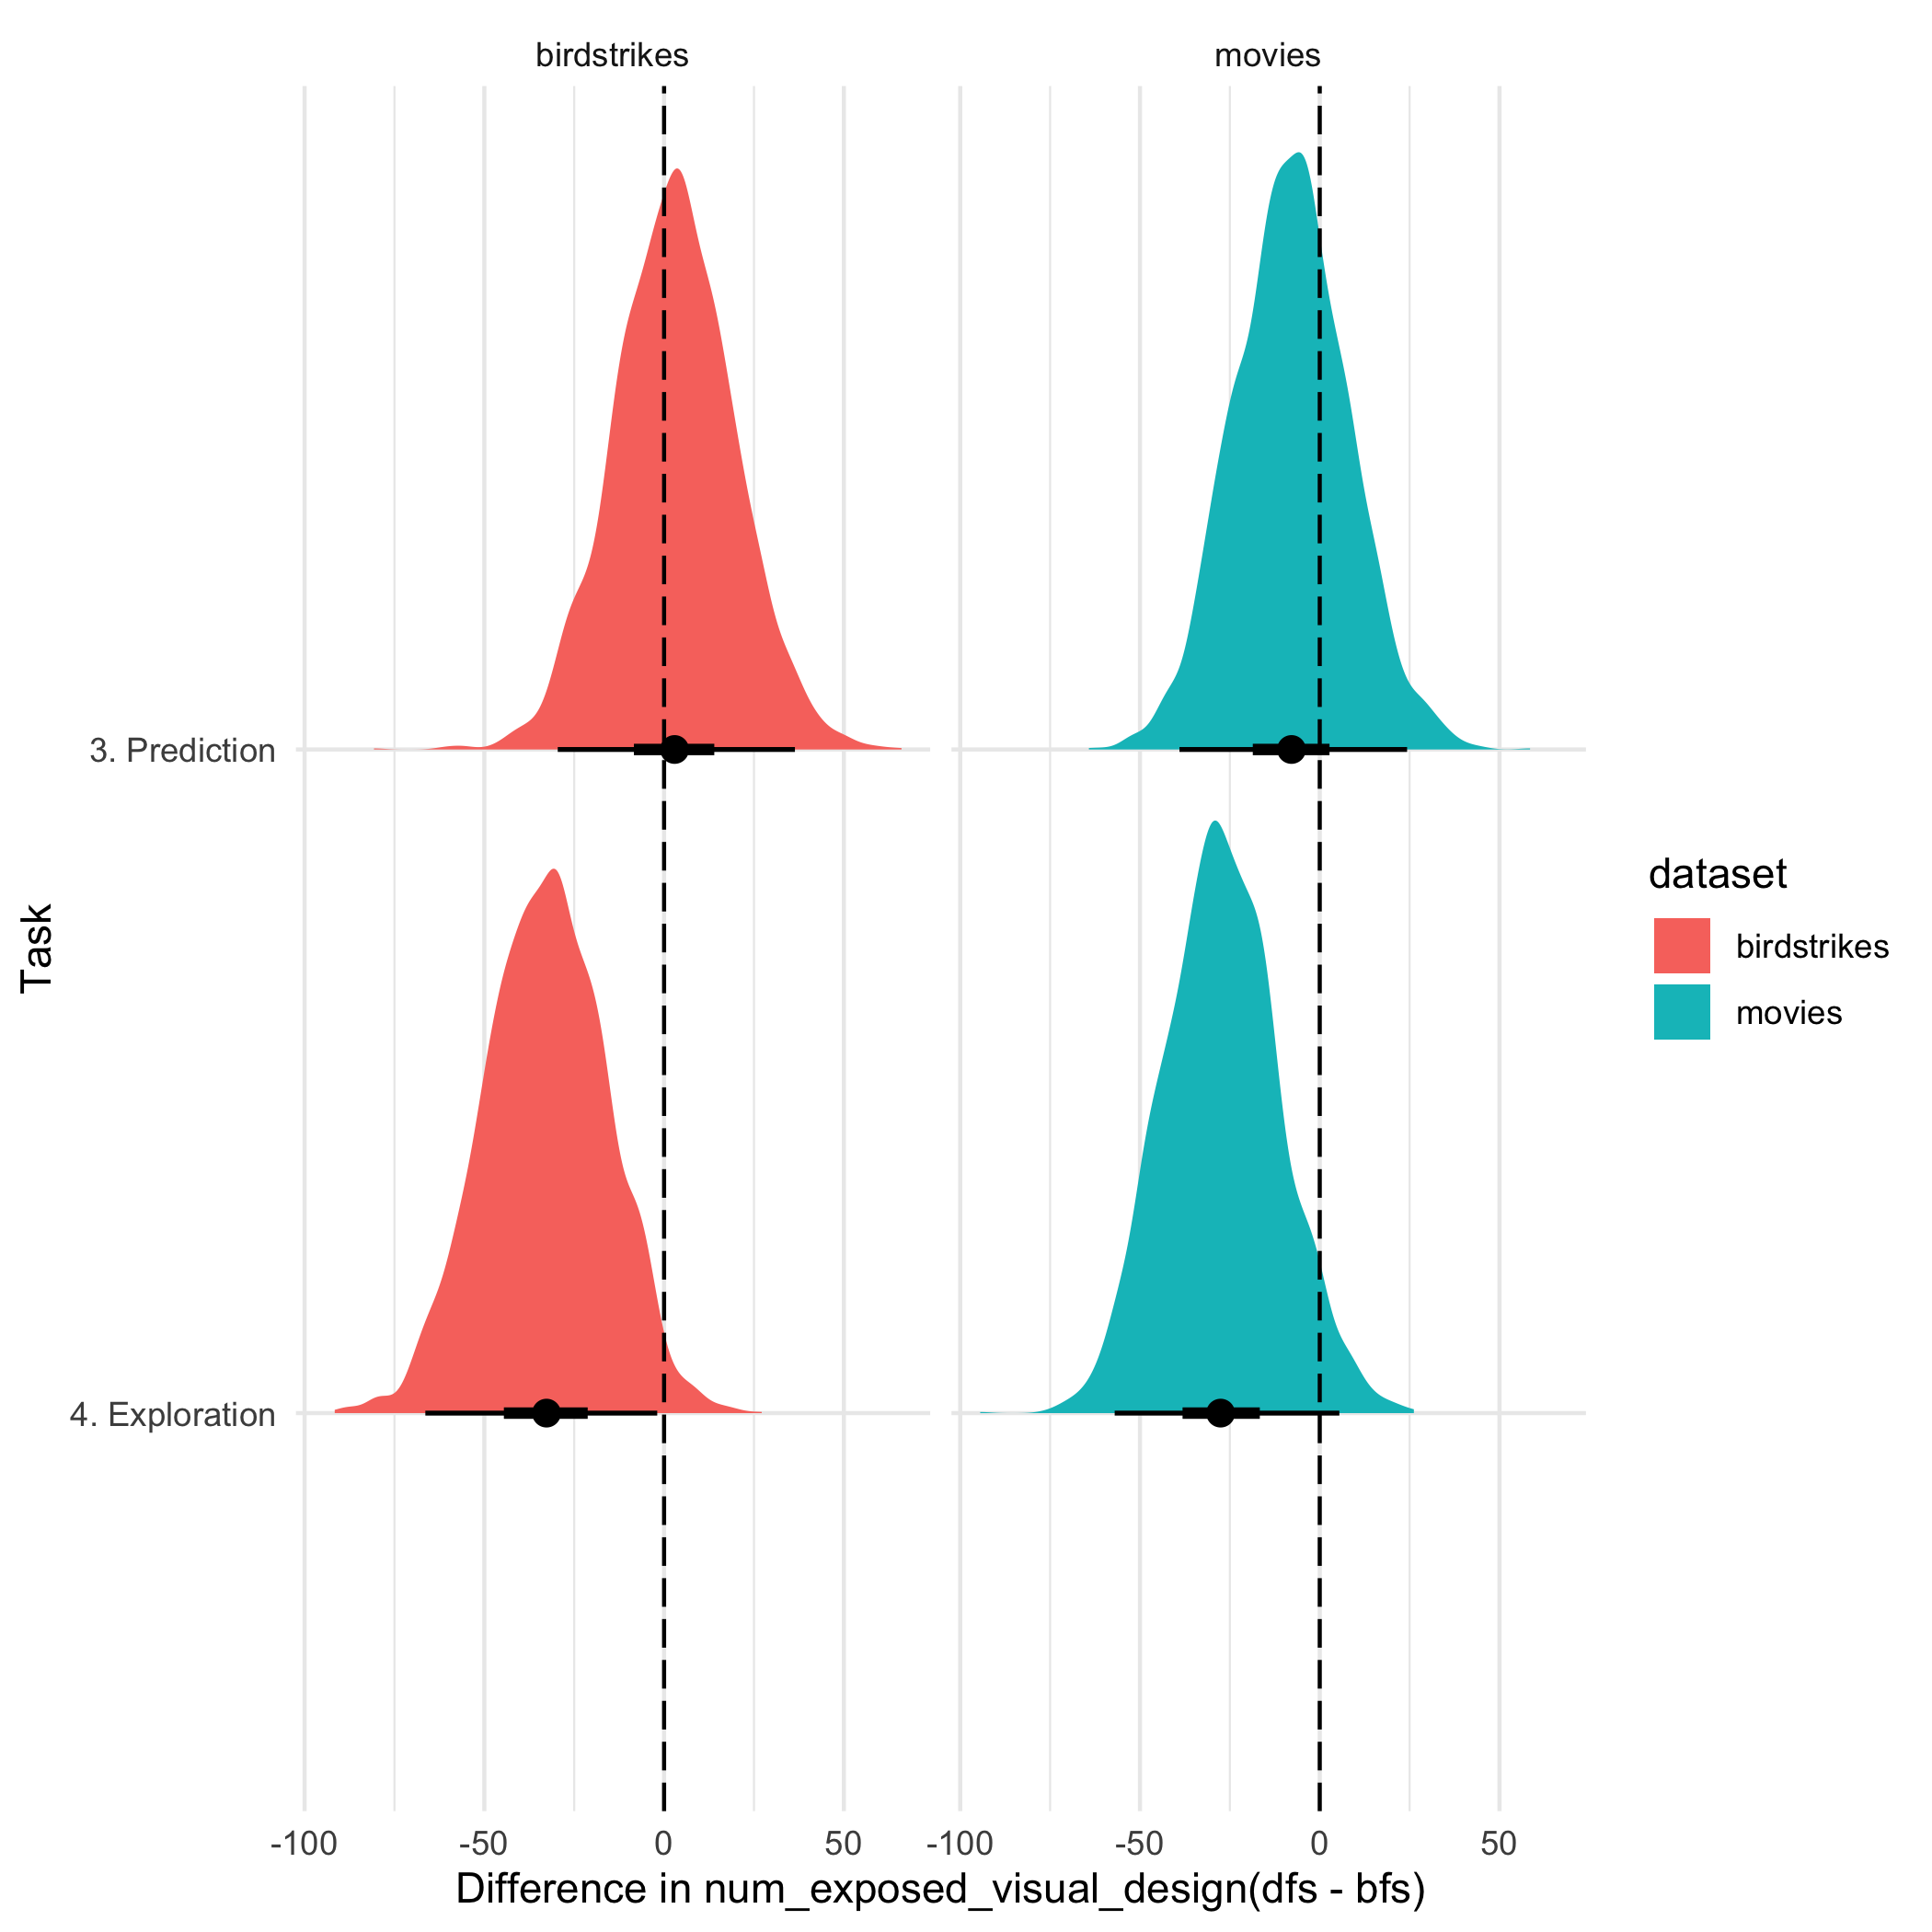 birdstrikes
movies
Task
3. Prediction
4. Exploration
-100 -50 0 50
-100 -50 0 50
Difference in num_exposed_visual_design(dfs - bfs)
dataset
birdstrikes
movies